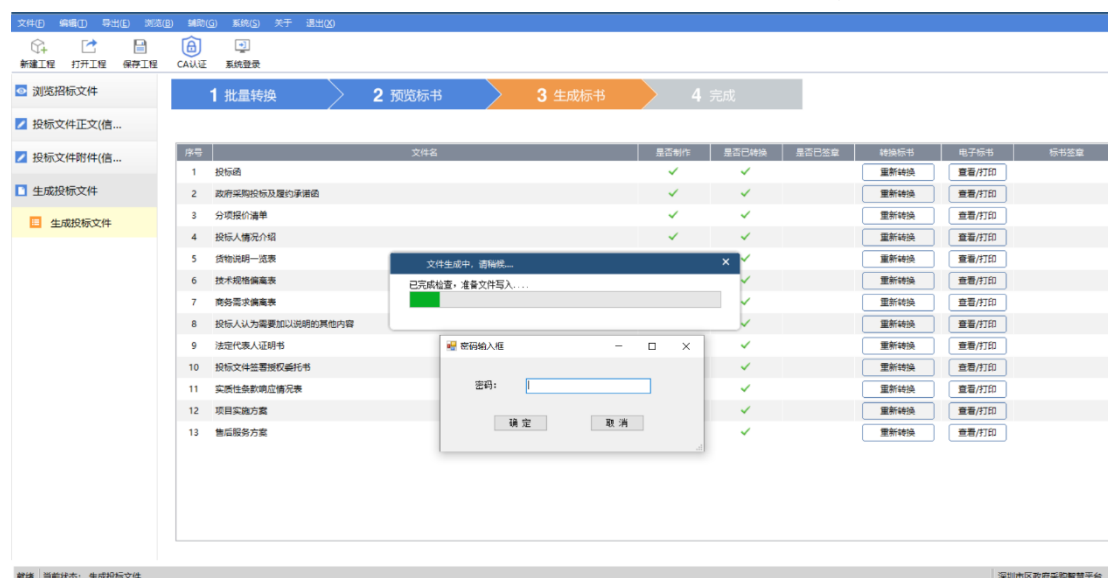 文件(F) 编辑(T) 导出(E) 浏览(B) 辅助(G) 系统(S) 关于 退出(X)
新建工程 打开工程 保存工程 CA认证 系统登录
浏览招标文件
投标文件正文(信...
投标文件附件(信...
生成投标文件
生成投标文件
1 批量转换 2 预览标书 3 生成标书 4 完成
序号 文件名 是否制作 是否已转换 是否已签章 转换标书 电子标书 标书签章
1 投标函 重新转换 查看/打印
2 政府采购投标及履约承诺函 重新转换 查看/打印
3 分项报价清单 重新转换 查看/打印
4 投标人情况介绍 重新转换 查看/打印
5 货物说明一览表 重新转换 查看/打印
6 技术规格偏离表 重新转换 查看/打印
7 商务需求偏离表 重新转换 查看/打印
8 投标人认为需要加以说明的其他内容 重新转换 查看/打印
9 法定代表人证明书 重新转换 查看/打印
10 投标文件签署授权委托书 重新转换 查看/打印
11 实质性条款响应情况表 重新转换 查看/打印
12 项目实施方案 重新转换 查看/打印
13 售后服务方案 重新转换 查看/打印
文件生成中，请稍候....
已完成检查，准备文件写入....
密码输入框
密码：
确 定 取 消
就绪 当前状态： 生成投标文件 深圳市区政府采购智慧平台